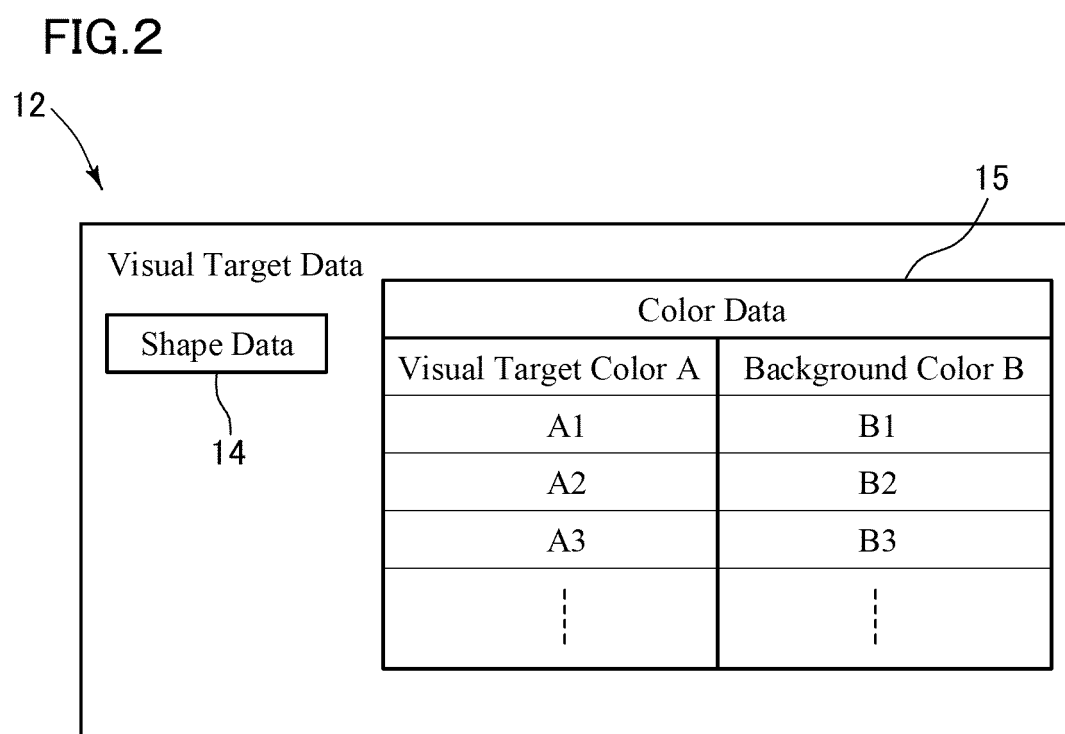 FIG.2
12
15
Visual Target Data
Color Data
Shape Data
Visual Target Color A Background Color B
A1 B1
14
A2 B2
A3 B3